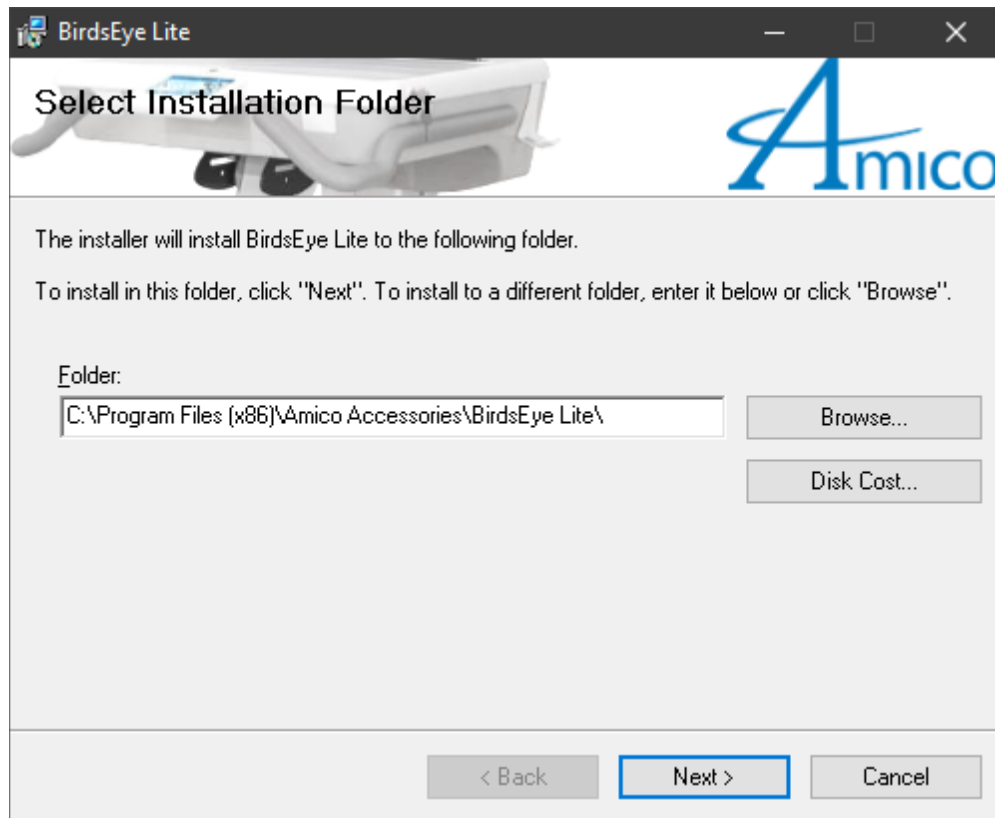 BirdsEye Lite
Select Installation Folder
Amico
The installer will install BirdsEye Lite to the following folder.
To install in this folder, click "Next". To install to a different folder, enter it below or click "Browse".
Folder:
C:\Program Files (x86)\Amico Accessories\BirdsEye Lite\
Browse...
Disk Cost...
< Back
Next >
Cancel